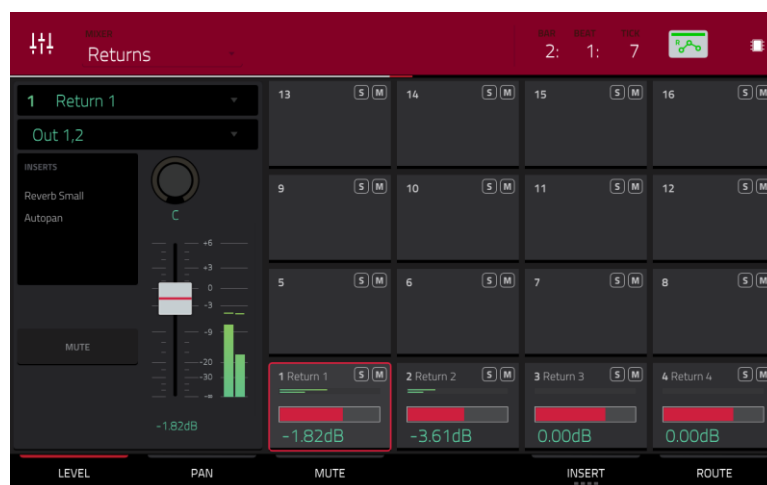 MIXER
Returns
BAR BEAT TICK
2: 1: 7
R
1 Return 1
Out 1,2
INSERTS
Reverb Small
Autopan
C
+6
+3
0
-3
-9
-20
-30
-∞
MUTE
-1.82dB
13 S M
14 S M
15 S M
16 S M
9 S M
10 S M
11 S M
12 S M
5 S M
6 S M
7 S M
8 S M
1 Return 1 S M
-1.82dB
2 Return 2 S M
-3.61dB
3 Return 3 S M
0.00dB
4 Return 4 S M
0.00dB
LEVEL PAN MUTE INSERT ROUTE